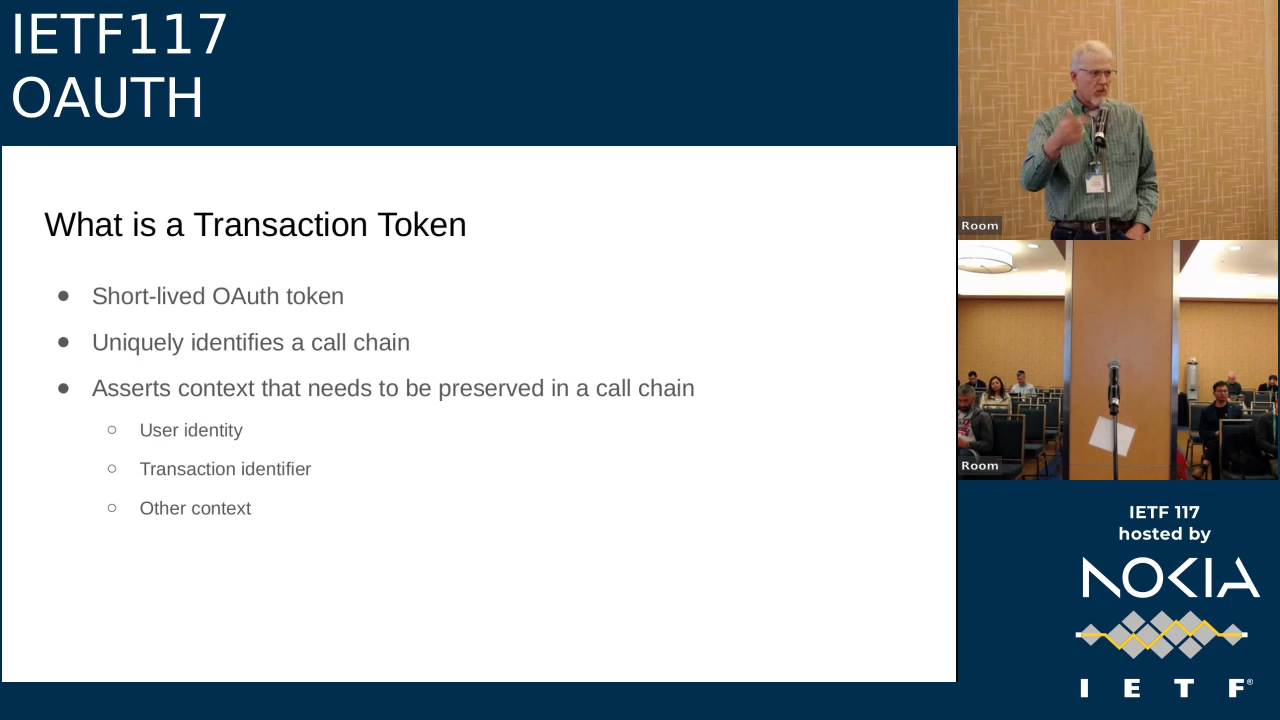 IETF117
OAUTH
What is a Transaction Token
● Short-lived OAuth token
● Uniquely identifies a call chain
● Asserts context that needs to be preserved in a call chain
○ User identity
○ Transaction identifier
○ Other context
Room
Room
IETF 117
hosted by
NOKIA
I E T F®